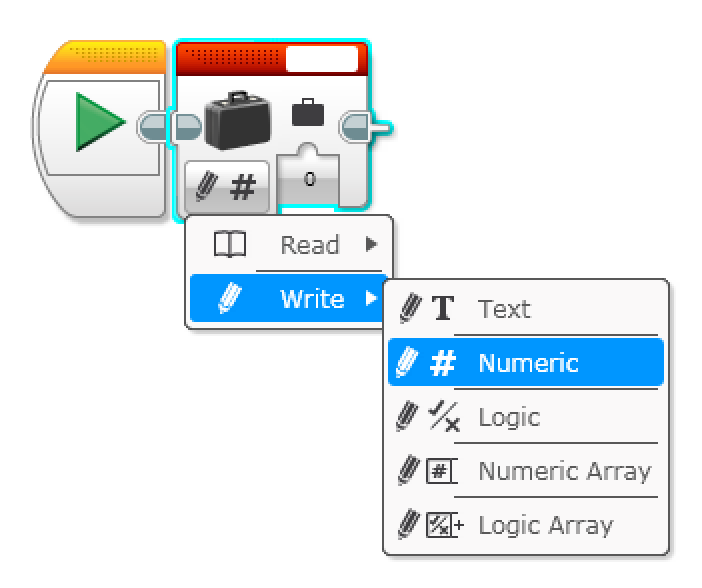 #
0
Read
Write
T Text
# Numeric
Logic
# Numeric Array
Logic Array